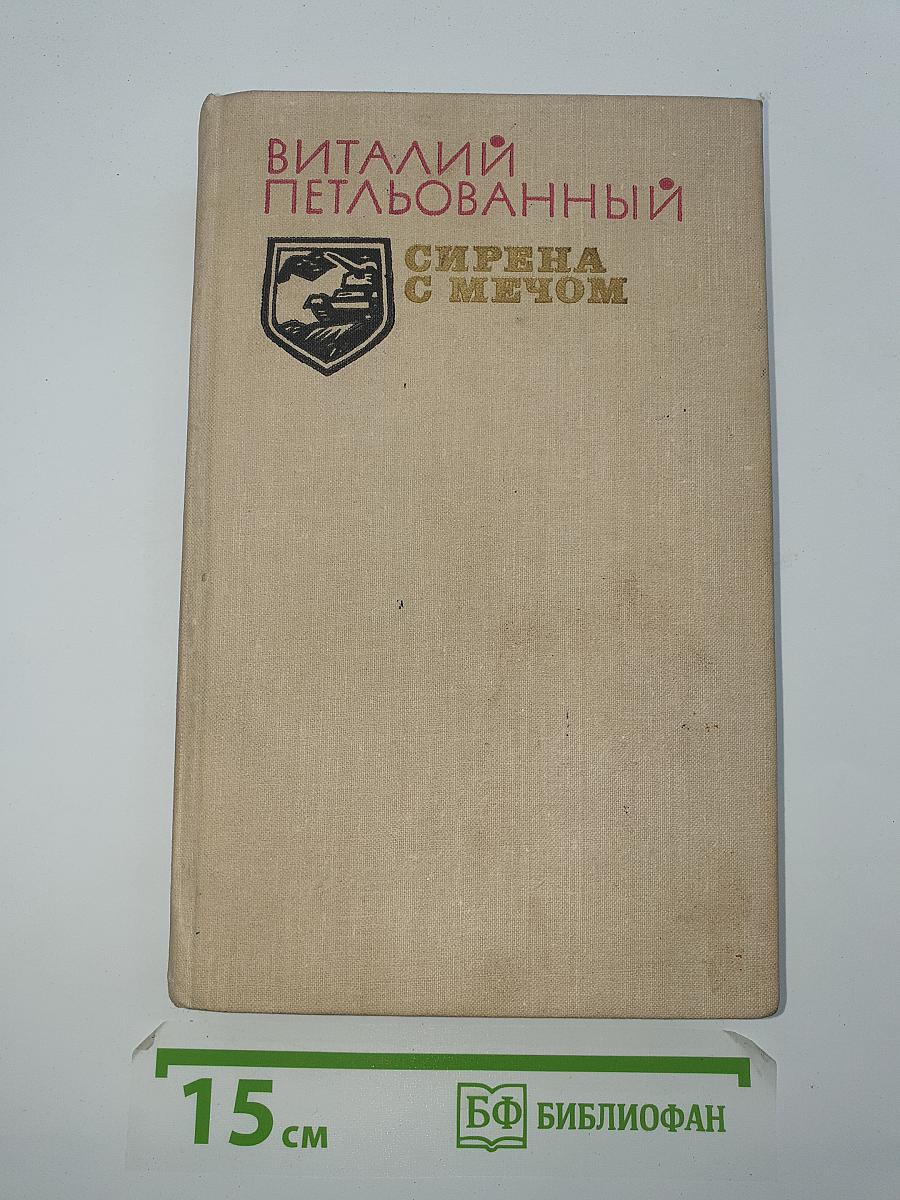 ВИТАЛИЙ
ПЕТЛЬОВАННЫЙ
СИРЕНА
С МЕЧОМ
15 см
БФ БИБЛИОФАН